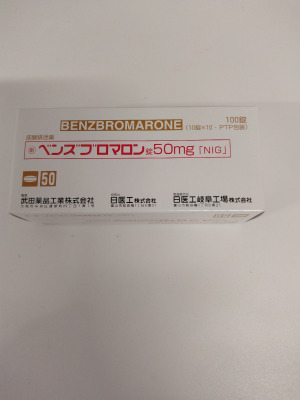 BENZBROMARONE
100錠
(10錠×10・PTP包装)
尿酸排泄薬
ベンズブロマロン錠50mg「NIG」
50
武田薬品工業株式会社
日医工株式会社
日医工岐阜工場株式会社